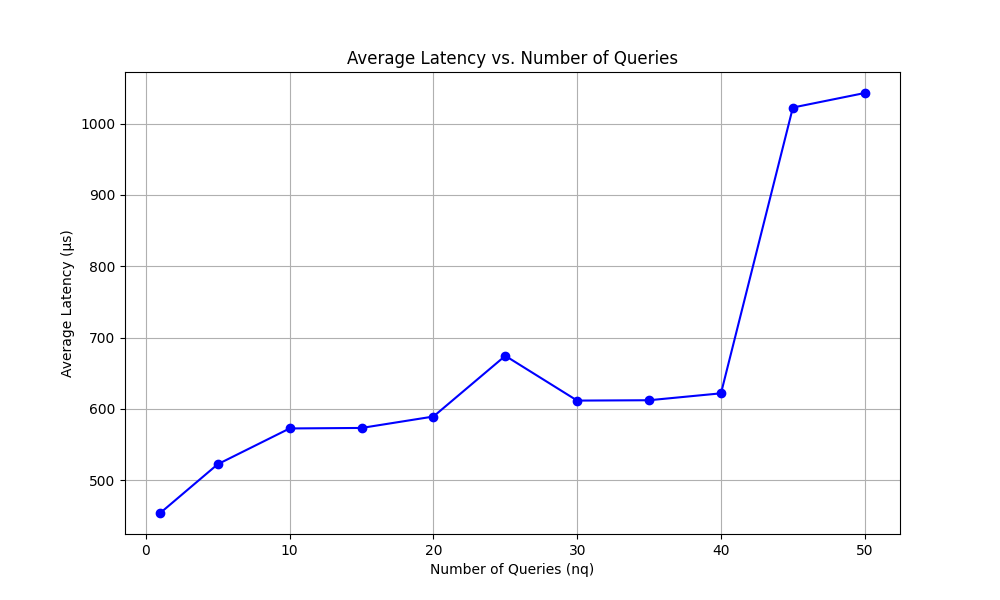 Average Latency vs. Number of Queries
Average Latency (μs)
1000
900
800
700
600
500
0 10 20 30 40 50
Number of Queries (nq)